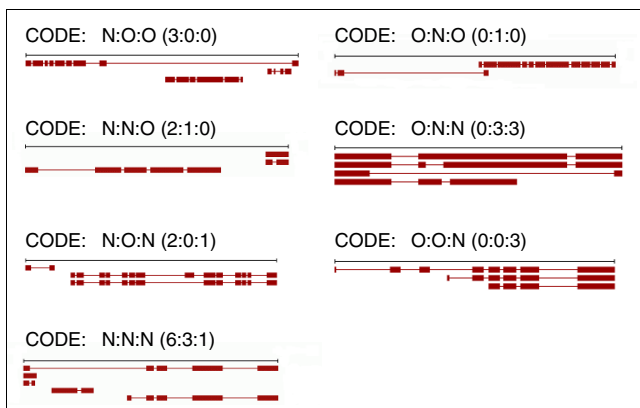 CODE: N:O:O (3:0:0)
CODE: O:N:O (0:1:0)
CODE: N:N:O (2:1:0)
CODE: O:N:N (0:3:3)
CODE: N:O:N (2:0:1)
CODE: O:O:N (0:0:3)
CODE: N:N:N (6:3:1)